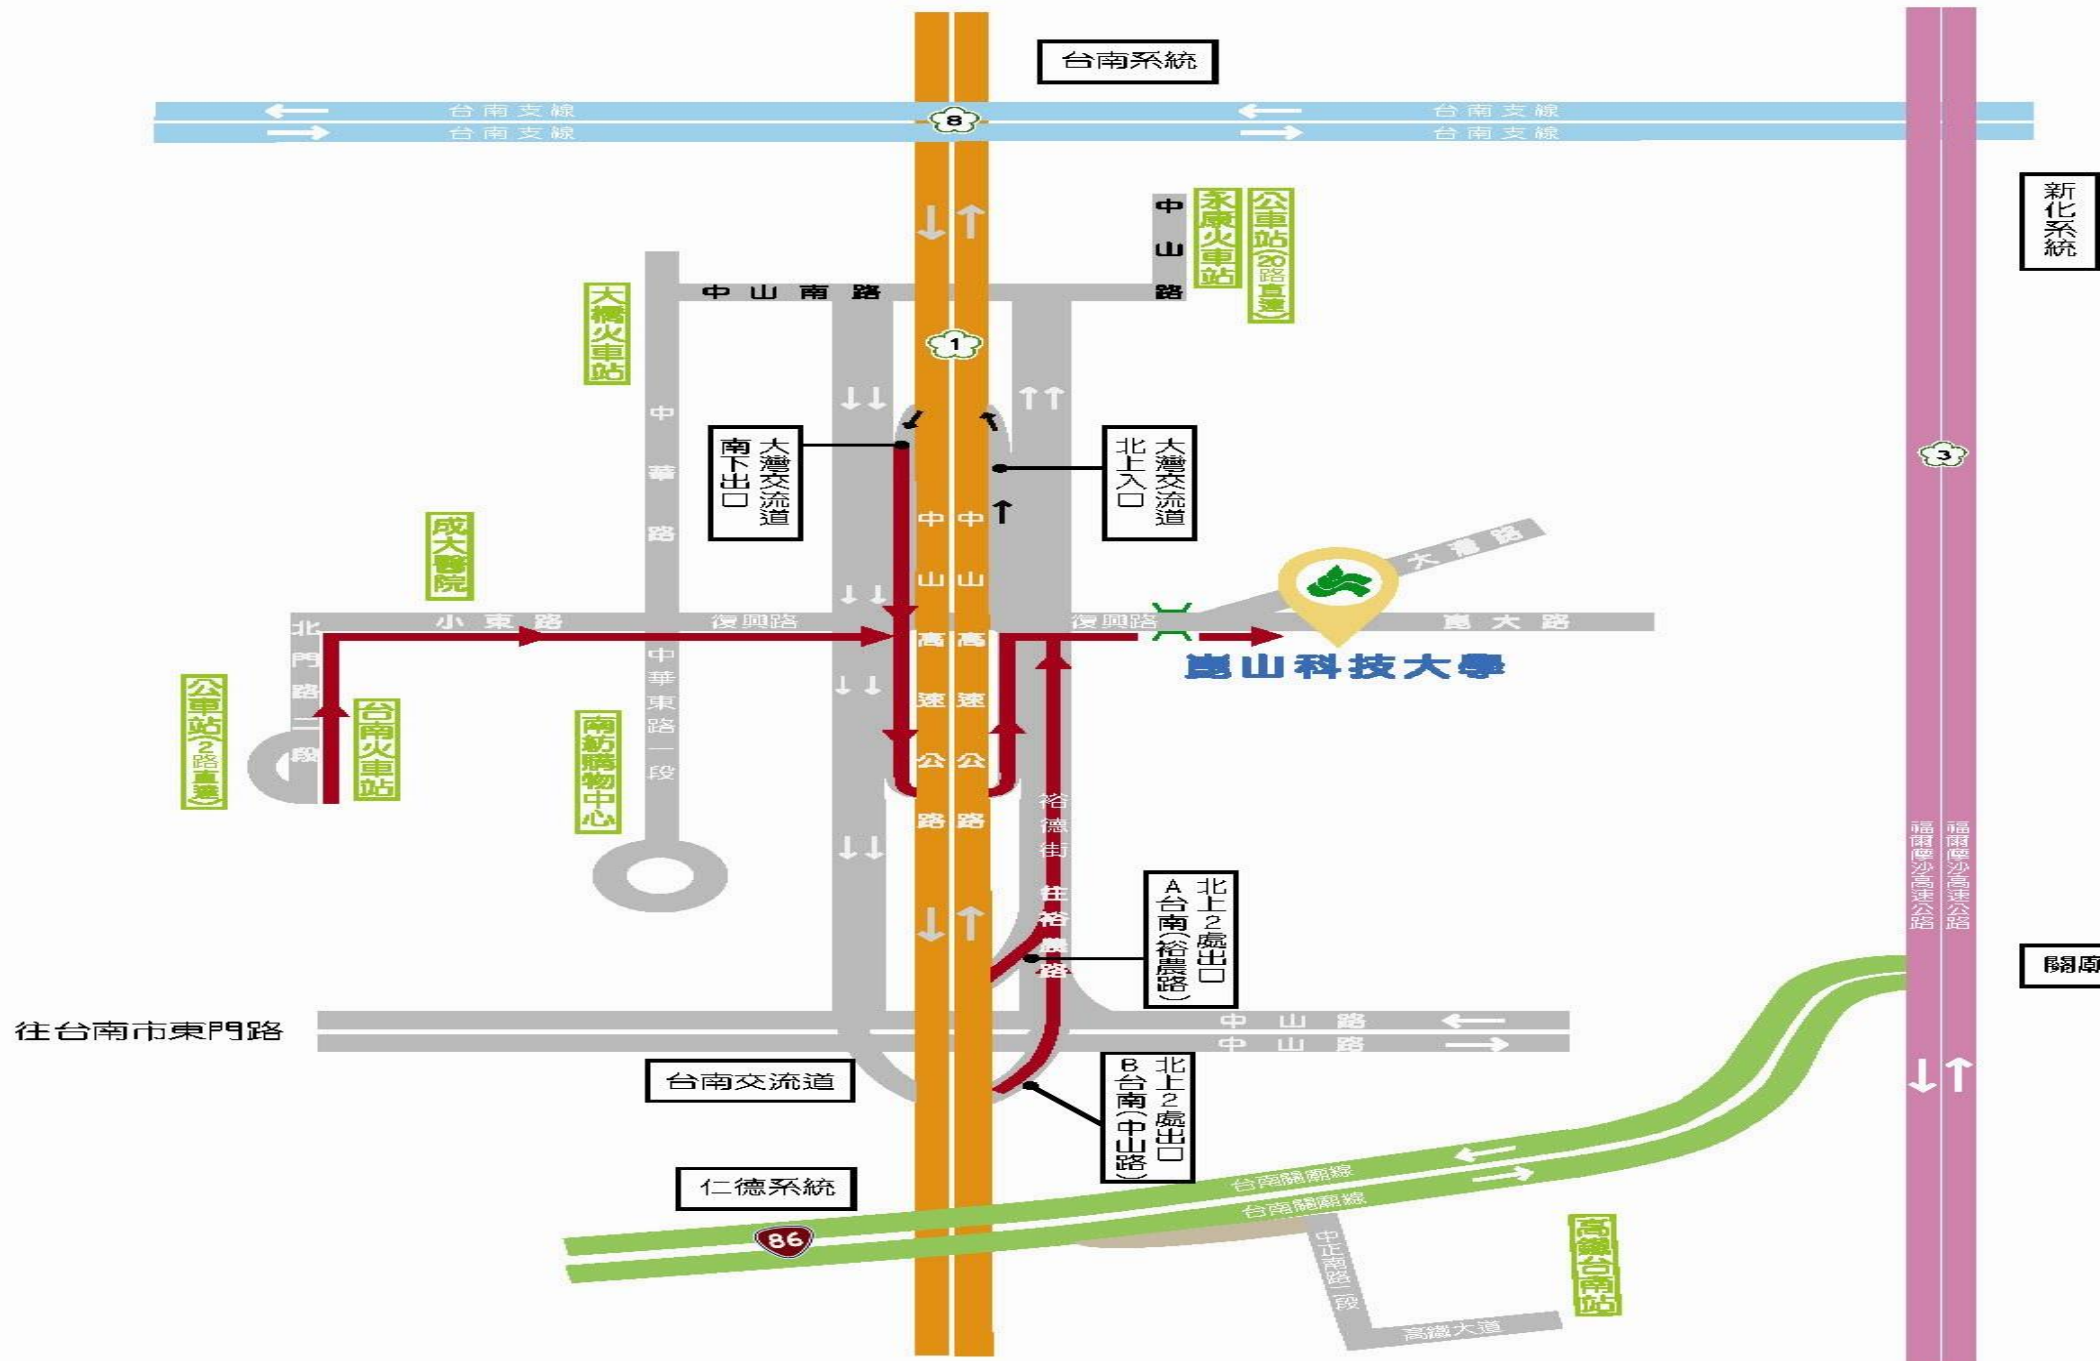 台南系統
台南支線
台南支線
台南支線
台南支線
8
新化系統
中山路
永康火車站
公車站(20路直達)
中山南路
大橋火車站
1
中華路
大灣交流道
南下出口
大灣交流道
北上入口
3
成大醫院
中山高速公路
中山高速公路
大灣路
北門路二段
小東路
復興路
復興路
崑大路
崑山科技大學
公車站(2路直達)
台南火車站
南紡購物中心
中華東路一段
裕德街
往裕農路
福爾摩沙高速公路
福爾摩沙高速公路
北上2處出口
A台南(裕農路)
關廟
往台南市東門路
中山路
中山路
台南交流道
北上2處出口
B台南(中山路)
仁德系統
台南關廟線
台南關廟線
86
中正南路二段
高鐵台南站
高鐵大道